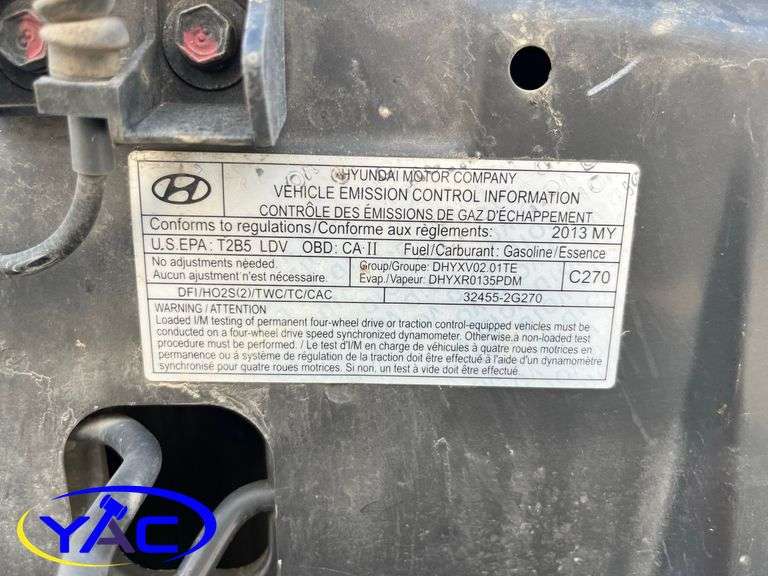 HYUNDAI MOTOR COMPANY
VEHICLE EMISSION CONTROL INFORMATION
CONTRÔLE DES ÉMISSIONS DE GAZ D'ÉCHAPPEMENT
Conforms to regulations/Conforme aux réglements: 2013 MY
U.S.EPA : T2B5 LDV OBD: CA-II Fuel/Carburant: Gasoline/Essence
No adjustments needed. Group/Groupe: DHYXV02.01TE
Aucun ajustment n'est nécessaire. Evap./Vapeur: DHYXR0135PDM C270
DFI/HO2S(2)/TWC/TC/CAC 32455-2G270
WARNING / ATTENTION
Loaded I/M testing of permanent four-wheel drive or traction control-equipped vehicles must be
conducted on a four-wheel drive speed synchronized dynamometer. Otherwise,a non-loaded test
procedure must be performed. / Le test d'I/M en charge de véhicules à quatre roues motrices en
permanence ou à système de régulation de la traction doit être effectué à l'aide d'un dynamomètre
synchronisé pour quatre roues motrices. Si non, un test à vide doit être effectué.
YAC